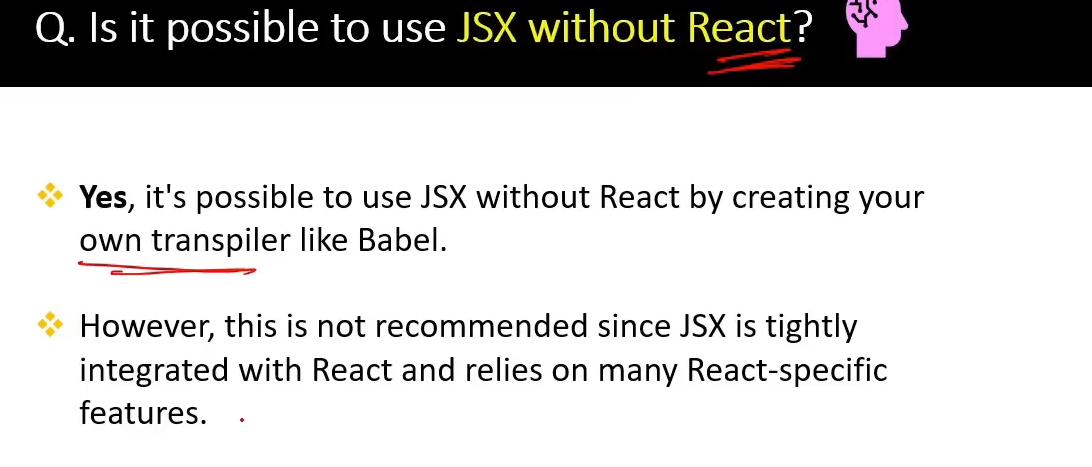 Q. Is it possible to use JSX without React?
Yes, it's possible to use JSX without React by creating your
own transpiler like Babel.
However, this is not recommended since JSX is tightly
integrated with React and relies on many React-specific
features.